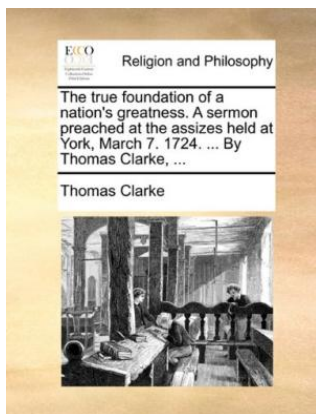 ECCO
Religion and Philosophy
The true foundation of a
nation's greatness. A sermon
preached at the assizes held at
York, March 7. 1724. ... By
Thomas Clarke, ...
Thomas Clarke